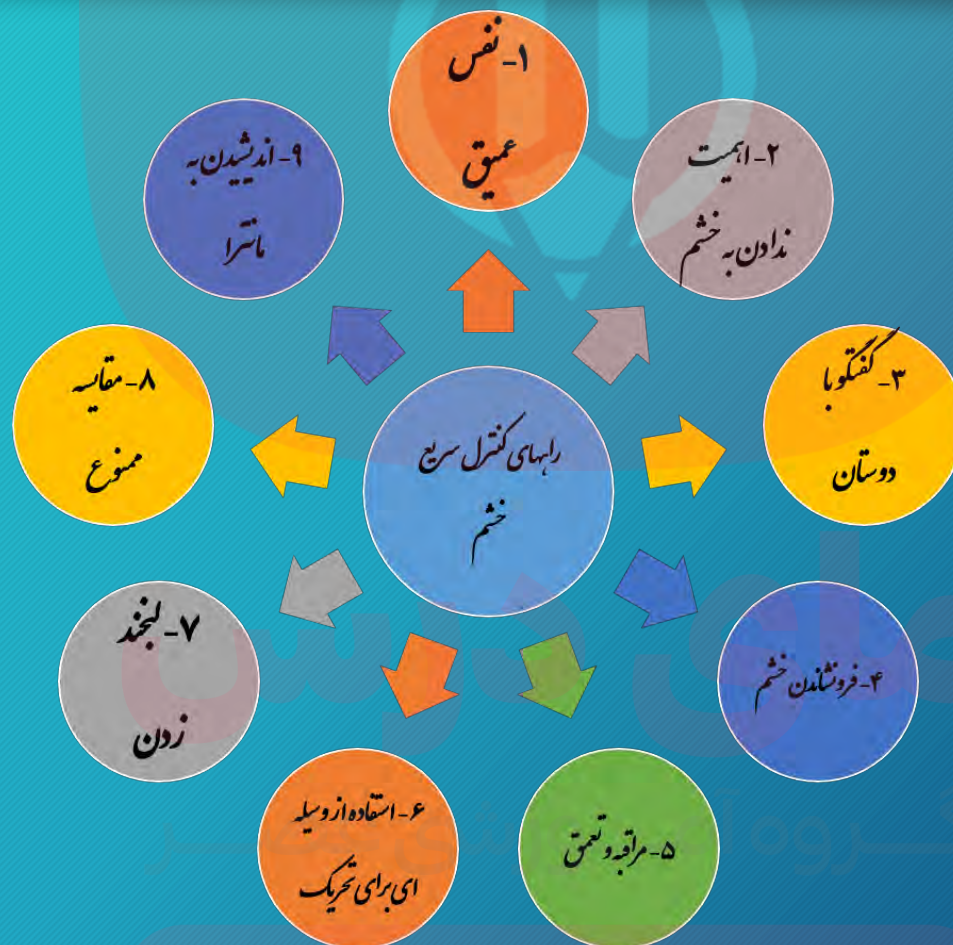 راههای کنترل سریع
خشم
۱- نفس
عمیق
۲- اهمیت
ندادن به خشم
۳- گفتگو با
دوستان
۴- فرونشاندن خشم
۵- مراقبه و تعمق
۶- استفاده از وسیله
ای برای تحریک
۷- لبخند
زدن
۸- مقایسه
ممنوع
۹- اندیشیدن به
مانترا